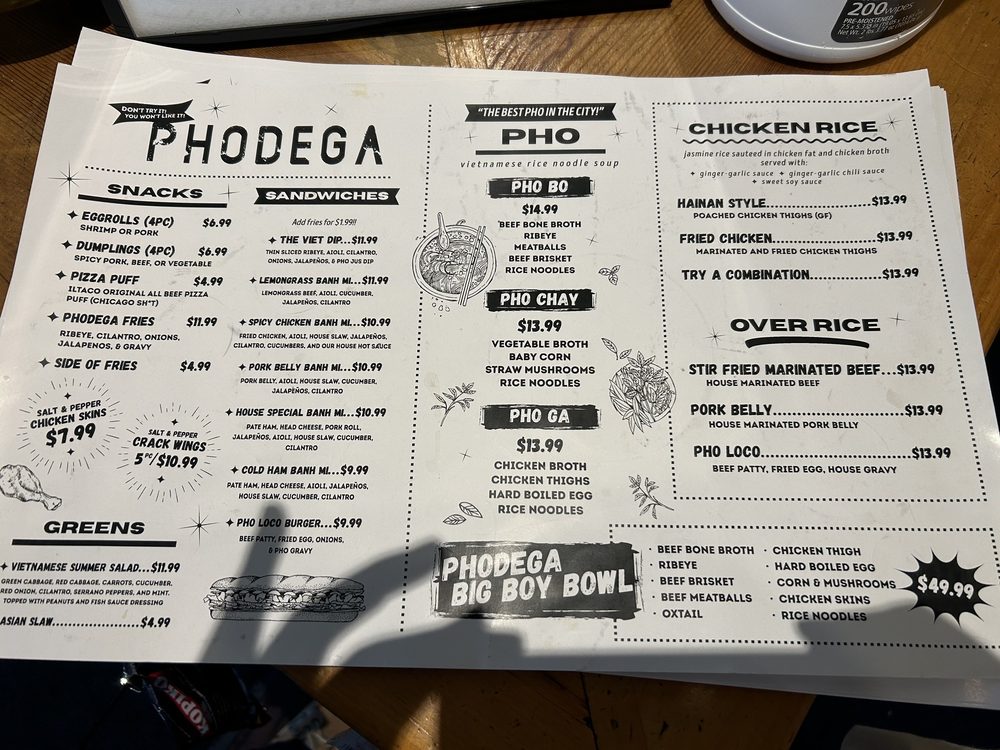 200 wipes
PRE-MOISTENED
DON'T TRY IT!
YOU WON'T LIKE IT!
PHODEGA
SNACKS
EGGROLLS (4PC) $6.99
SHRIMP OR PORK
DUMPLINGS (4PC) $6.99
SPICY PORK, BEEF, OR VEGETABLE
PIZZA PUFF $4.99
ILTACO ORIGINAL ALL BEEF PIZZA
PUFF (CHICAGO SH*T)
PHODEGA FRIES $11.99
RIBEYE, CILANTRO, ONIONS,
JALAPENOS, & GRAVY
SIDE OF FRIES $4.99
SALT & PEPPER
CHICKEN SKINS
$7.99
SALT & PEPPER
CRACK WINGS
5PC/$10.99
GREENS
VIETNAMESE SUMMER SALAD...$11.99
GREEN CABBAGE, RED CABBAGE, CARROTS, CUCUMBER,
RED ONION, CILANTRO, SERRANO PEPPERS, AND MINT.
TOPPED WITH PEANUTS AND FISH SAUCE DRESSING
ASIAN SLAW......................$4.99
SANDWICHES
Add fries for $1.99!!
THE VIET DIP...$11.99
THIN SLICED RIBEYE, AIOLI, CILANTRO,
ONIONS, JALAPEÑOS, & PHO JUS DIP
LEMONGRASS BANH MI...$11.99
LEMONGRASS BEEF, AIOLI, CUCUMBER,
JALAPEÑOS, CILANTRO
SPICY CHICKEN BANH MI...$10.99
FRIED CHICKEN, AIOLI, HOUSE SLAW, JALAPEÑOS,
CILANTRO, CUCUMBERS, AND OUR HOUSE HOT SAUCE
PORK BELLY BANH MI...$10.99
PORK BELLY, AIOLI, HOUSE SLAW, CUCUMBER,
JALAPEÑOS, CILANTRO
HOUSE SPECIAL BANH MI...$10.99
PATE HAM, HEAD CHEESE, PORK ROLL,
JALAPEÑOS, AIOLI, HOUSE SLAW, CUCUMBER,
CILANTRO
COLD HAM BANH MI...$9.99
PATE HAM, HEAD CHEESE, AIOLI, JALAPEÑOS,
HOUSE SLAW, CUCUMBER, CILANTRO
PHO LOCO BURGER...$9.99
BEEF PATTY, FRIED EGG, ONIONS,
& PHO GRAVY
"THE BEST PHO IN THE CITY!"
PHO
vietnamese rice noodle soup
PHO BO
$14.99
BEEF BONE BROTH
RIBEYE
MEATBALLS
BEEF BRISKET
RICE NOODLES
PHO CHAY
$13.99
VEGETABLE BROTH
BABY CORN
STRAW MUSHROOMS
RICE NOODLES
PHO GA
$13.99
CHICKEN BROTH
CHICKEN THIGHS
HARD BOILED EGG
RICE NOODLES
CHICKEN RICE
jasmine rice sauteed in chicken fat and chicken broth
served with:
ginger-garlic sauce ginger-garlic chili sauce
sweet soy sauce
HAINAN STYLE......................$13.99
POACHED CHICKEN THIGHS (GF)
FRIED CHICKEN.....................$13.99
MARINATED AND FRIED CHICKEN THIGHS
TRY A COMBINATION...............$13.99
OVER RICE
STIR FRIED MARINATED BEEF...$13.99
HOUSE MARINATED BEEF
PORK BELLY..........................$13.99
HOUSE MARINATED PORK BELLY
PHO LOCO...........................$13.99
BEEF PATTY, FRIED EGG, HOUSE GRAVY
PHODEGA
BIG BOY BOWL
BEEF BONE BROTH
RIBEYE
BEEF BRISKET
BEEF MEATBALLS
OXTAIL
CHICKEN THIGH
HARD BOILED EGG
CORN & MUSHROOMS
CHICKEN SKINS
RICE NOODLES
$49.99
KOPIKO